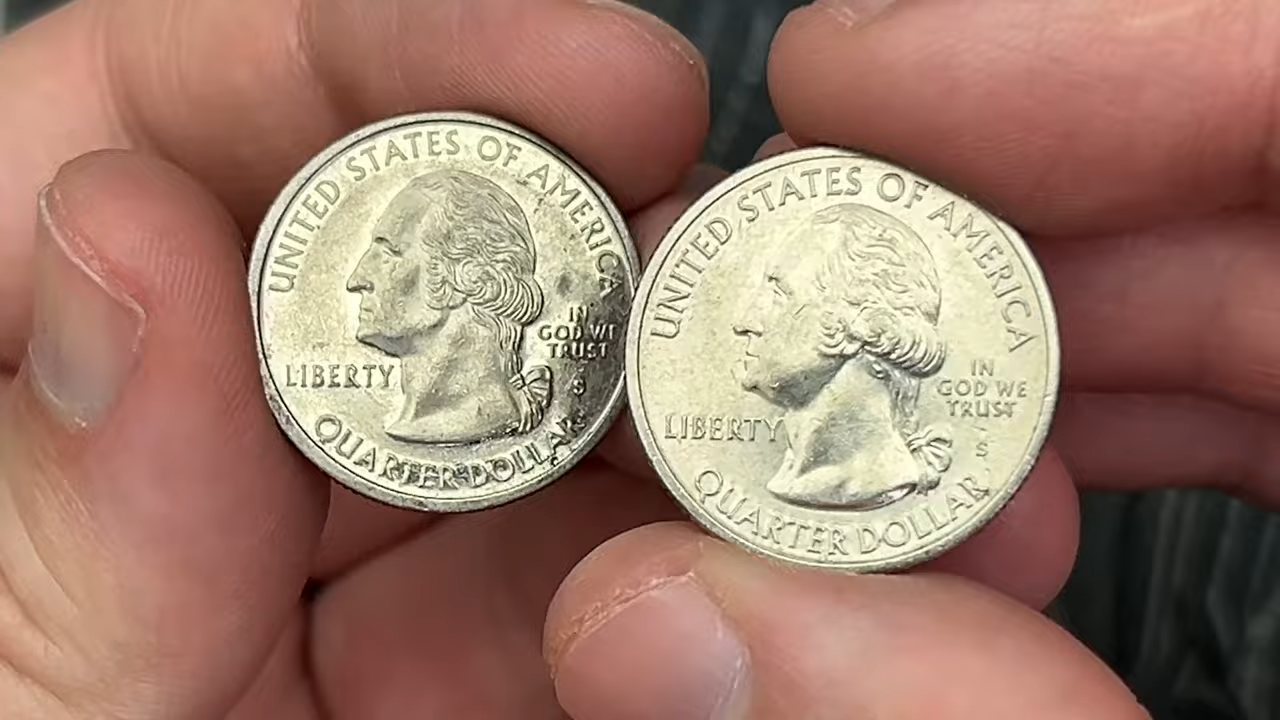 UNITED STATES OF AMERICA
LIBERTY
IN
GOD WE
TRUST
S
QUARTER DOLLAR
UNITED STATES OF AMERICA
LIBERTY
IN
GOD WE
TRUST
S
QUARTER DOLLAR